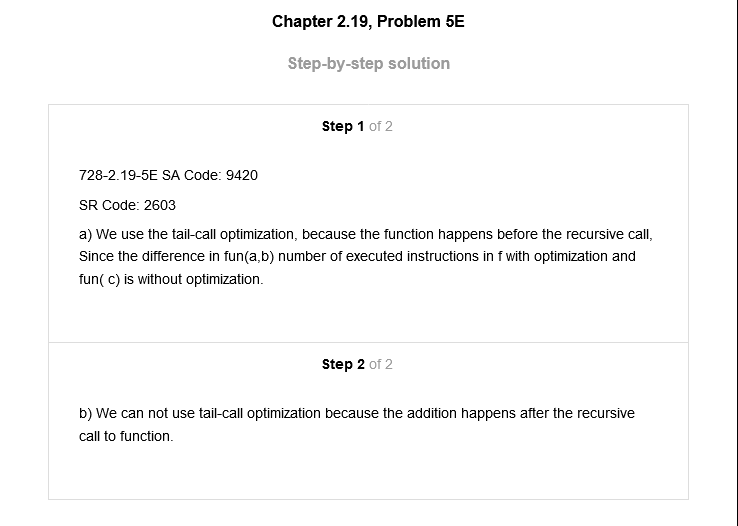 Chapter 2.19, Problem 5E
Step-by-step solution
Step 1 of 2
728-2.19-5E SA Code: 9420
SR Code: 2603
a) We use the tail-call optimization, because the function happens before the recursive call,
Since the difference in fun(a,b) number of executed instructions in f with optimization and
fun( c) is without optimization.
Step 2 of 2
b) We can not use tail-call optimization because the addition happens after the recursive
call to function.